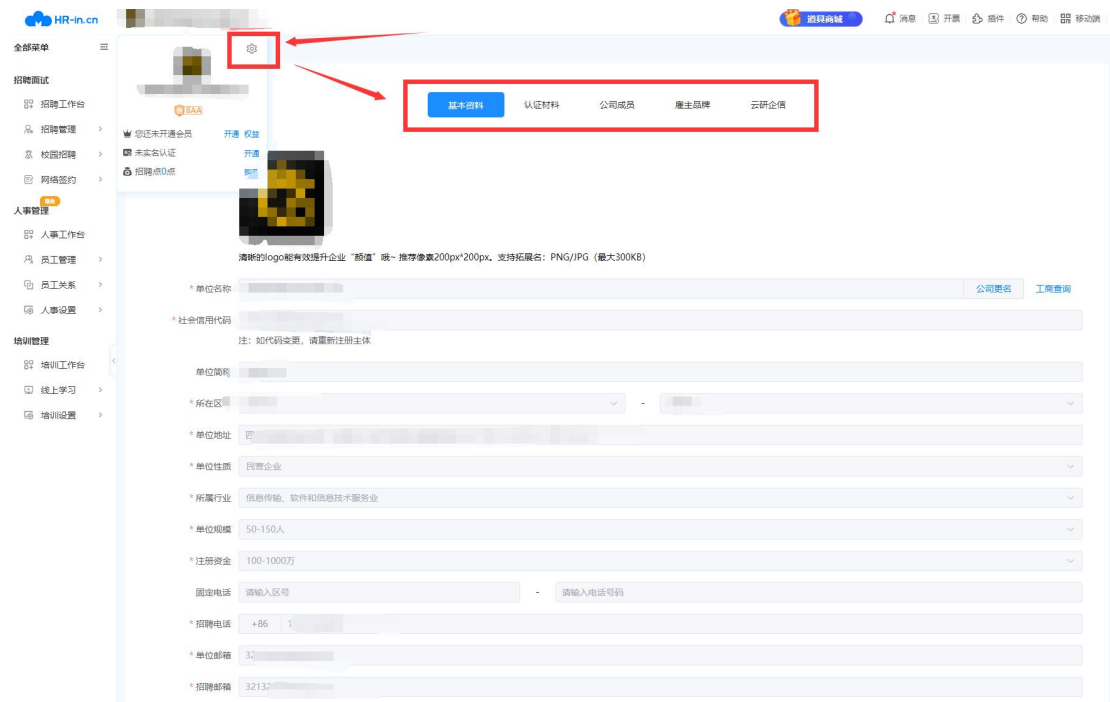 HR-in.cn
道具商城 消息 开票 插件 帮助 移动端
全部菜单
招聘面试
招聘工作台
招聘管理
校园招聘
网络签约
人事管理
人事工作台
员工管理
员工关系
人事设置
培训管理
培训工作台
线上学习
培训设置
BAA
您还未开通会员 开通 权益
未实名认证 开通
招聘点0点
基本资料 认证材料 公司成员 雇主品牌 云研企信
清晰的logo能有效提升企业“颜值”哦~ 推荐像素200px*200px。支持拓展名：PNG/JPG（最大300KB）
* 单位名称 公司更名 工商查询
* 社会信用代码
注：如代码变更，请重新注册主体
单位简称
* 所在区 -
* 单位地址
* 单位性质 民营企业
* 所属行业 信息传输、软件和信息技术服务业
* 单位规模 50-150人
* 注册资金 100-1000万
固定电话 请输入区号 - 请输入电话号码
* 招聘电话 +86
* 单位邮箱 32
* 招聘邮箱 3213